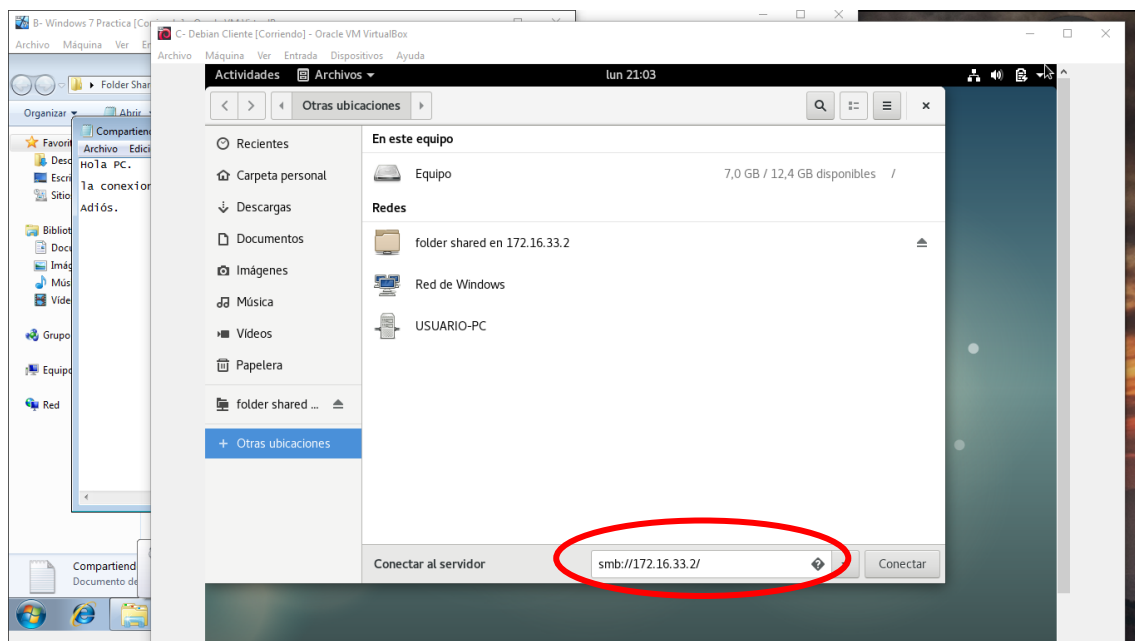 B- Windows 7 Practica [Co
Archivo Máquina Ver
Folder Shar
Organizar Abrir
Favorit
Desc
Escri
Sitio
Bibliot
Docu
Imág
Mús
Víde
Grupo
Equipo
Red
Compartiend
Archivo Edici
Hola PC.
la conexion
Adiós.
Compartiend
Documento de
C- Debian Cliente [Corriendo] - Oracle VM VirtualBox
Archivo Máquina Ver Entrada Dispositivos Ayuda
Actividades Archivos lun 21:03
Otras ubicaciones
Recientes
Carpeta personal
Descargas
Documentos
Imágenes
Música
Vídeos
Papelera
folder shared ...
+ Otras ubicaciones
En este equipo
Equipo 7,0 GB / 12,4 GB disponibles /
Redes
folder shared en 172.16.33.2
Red de Windows
USUARIO-PC
Conectar al servidor smb://172.16.33.2/ Conectar